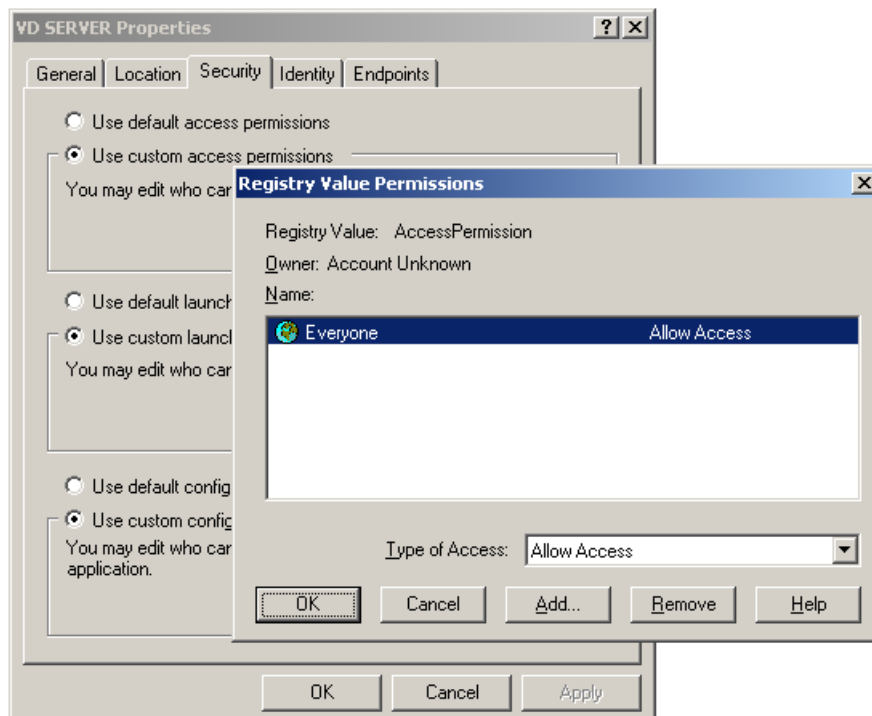 VD SERVER Properties
General Location Security Identity Endpoints
Use default access permissions
Use custom access permissions
You may edit who can
Registry Value Permissions
Registry Value: AccessPermission
Owner: Account Unknown
Name:
Everyone Allow Access
Use default launch
Use custom launch
You may edit who can
Use default config
Use custom config
You may edit who can
application.
Type of Access: Allow Access
OK Cancel Add... Remove Help
OK Cancel Apply